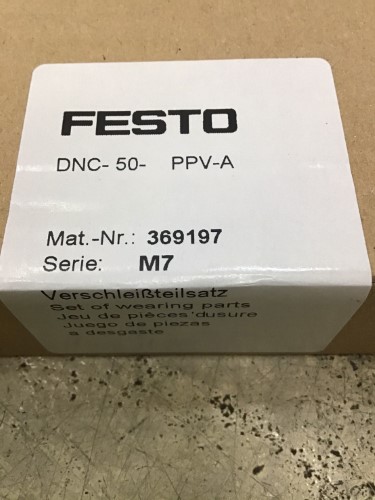 FESTO
DNC- 50- PPV-A
Mat.-Nr.: 369197
Serie: M7
Verschleißteilsatz
Set of wearing parts
Jeu de pièces'dusure
Juego de piezas
a desgaste